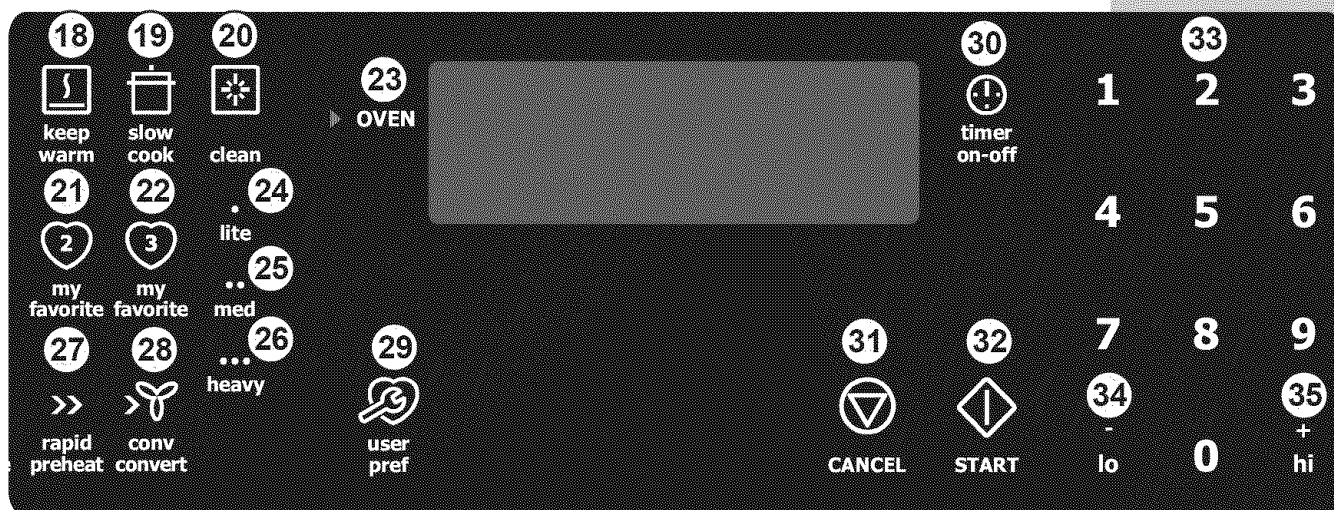 18 19 20
keep warm
slow cook
clean
23
OVEN
30
timer on-off
33
1 2 3
21 22 24
2 3
my favorite
my favorite
lite
25
med
4 5 6
27 28 26
rapid preheat
conv convert
heavy
29
user pref
31
CANCEL
32
START
7 8 9
34
-
lo
0
35
+
hi